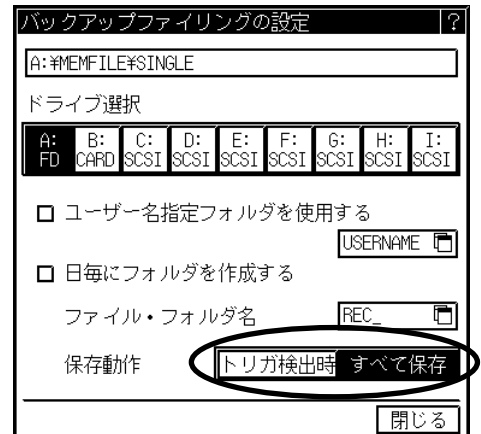 バックアップファイリングの設定 ?
A:¥MEMFILE¥SINGLE
ドライブ選択
A: B: C: D: E: F: G: H: I:
FD CARD SCSI SCSI SCSI SCSI SCSI SCSI SCSI
ユーザー名指定フォルダを使用する
USERNAME
日毎にフォルダを作成する
ファイル・フォルダ名 REC_
保存動作 トリガ検出時 すべて保存
閉じる